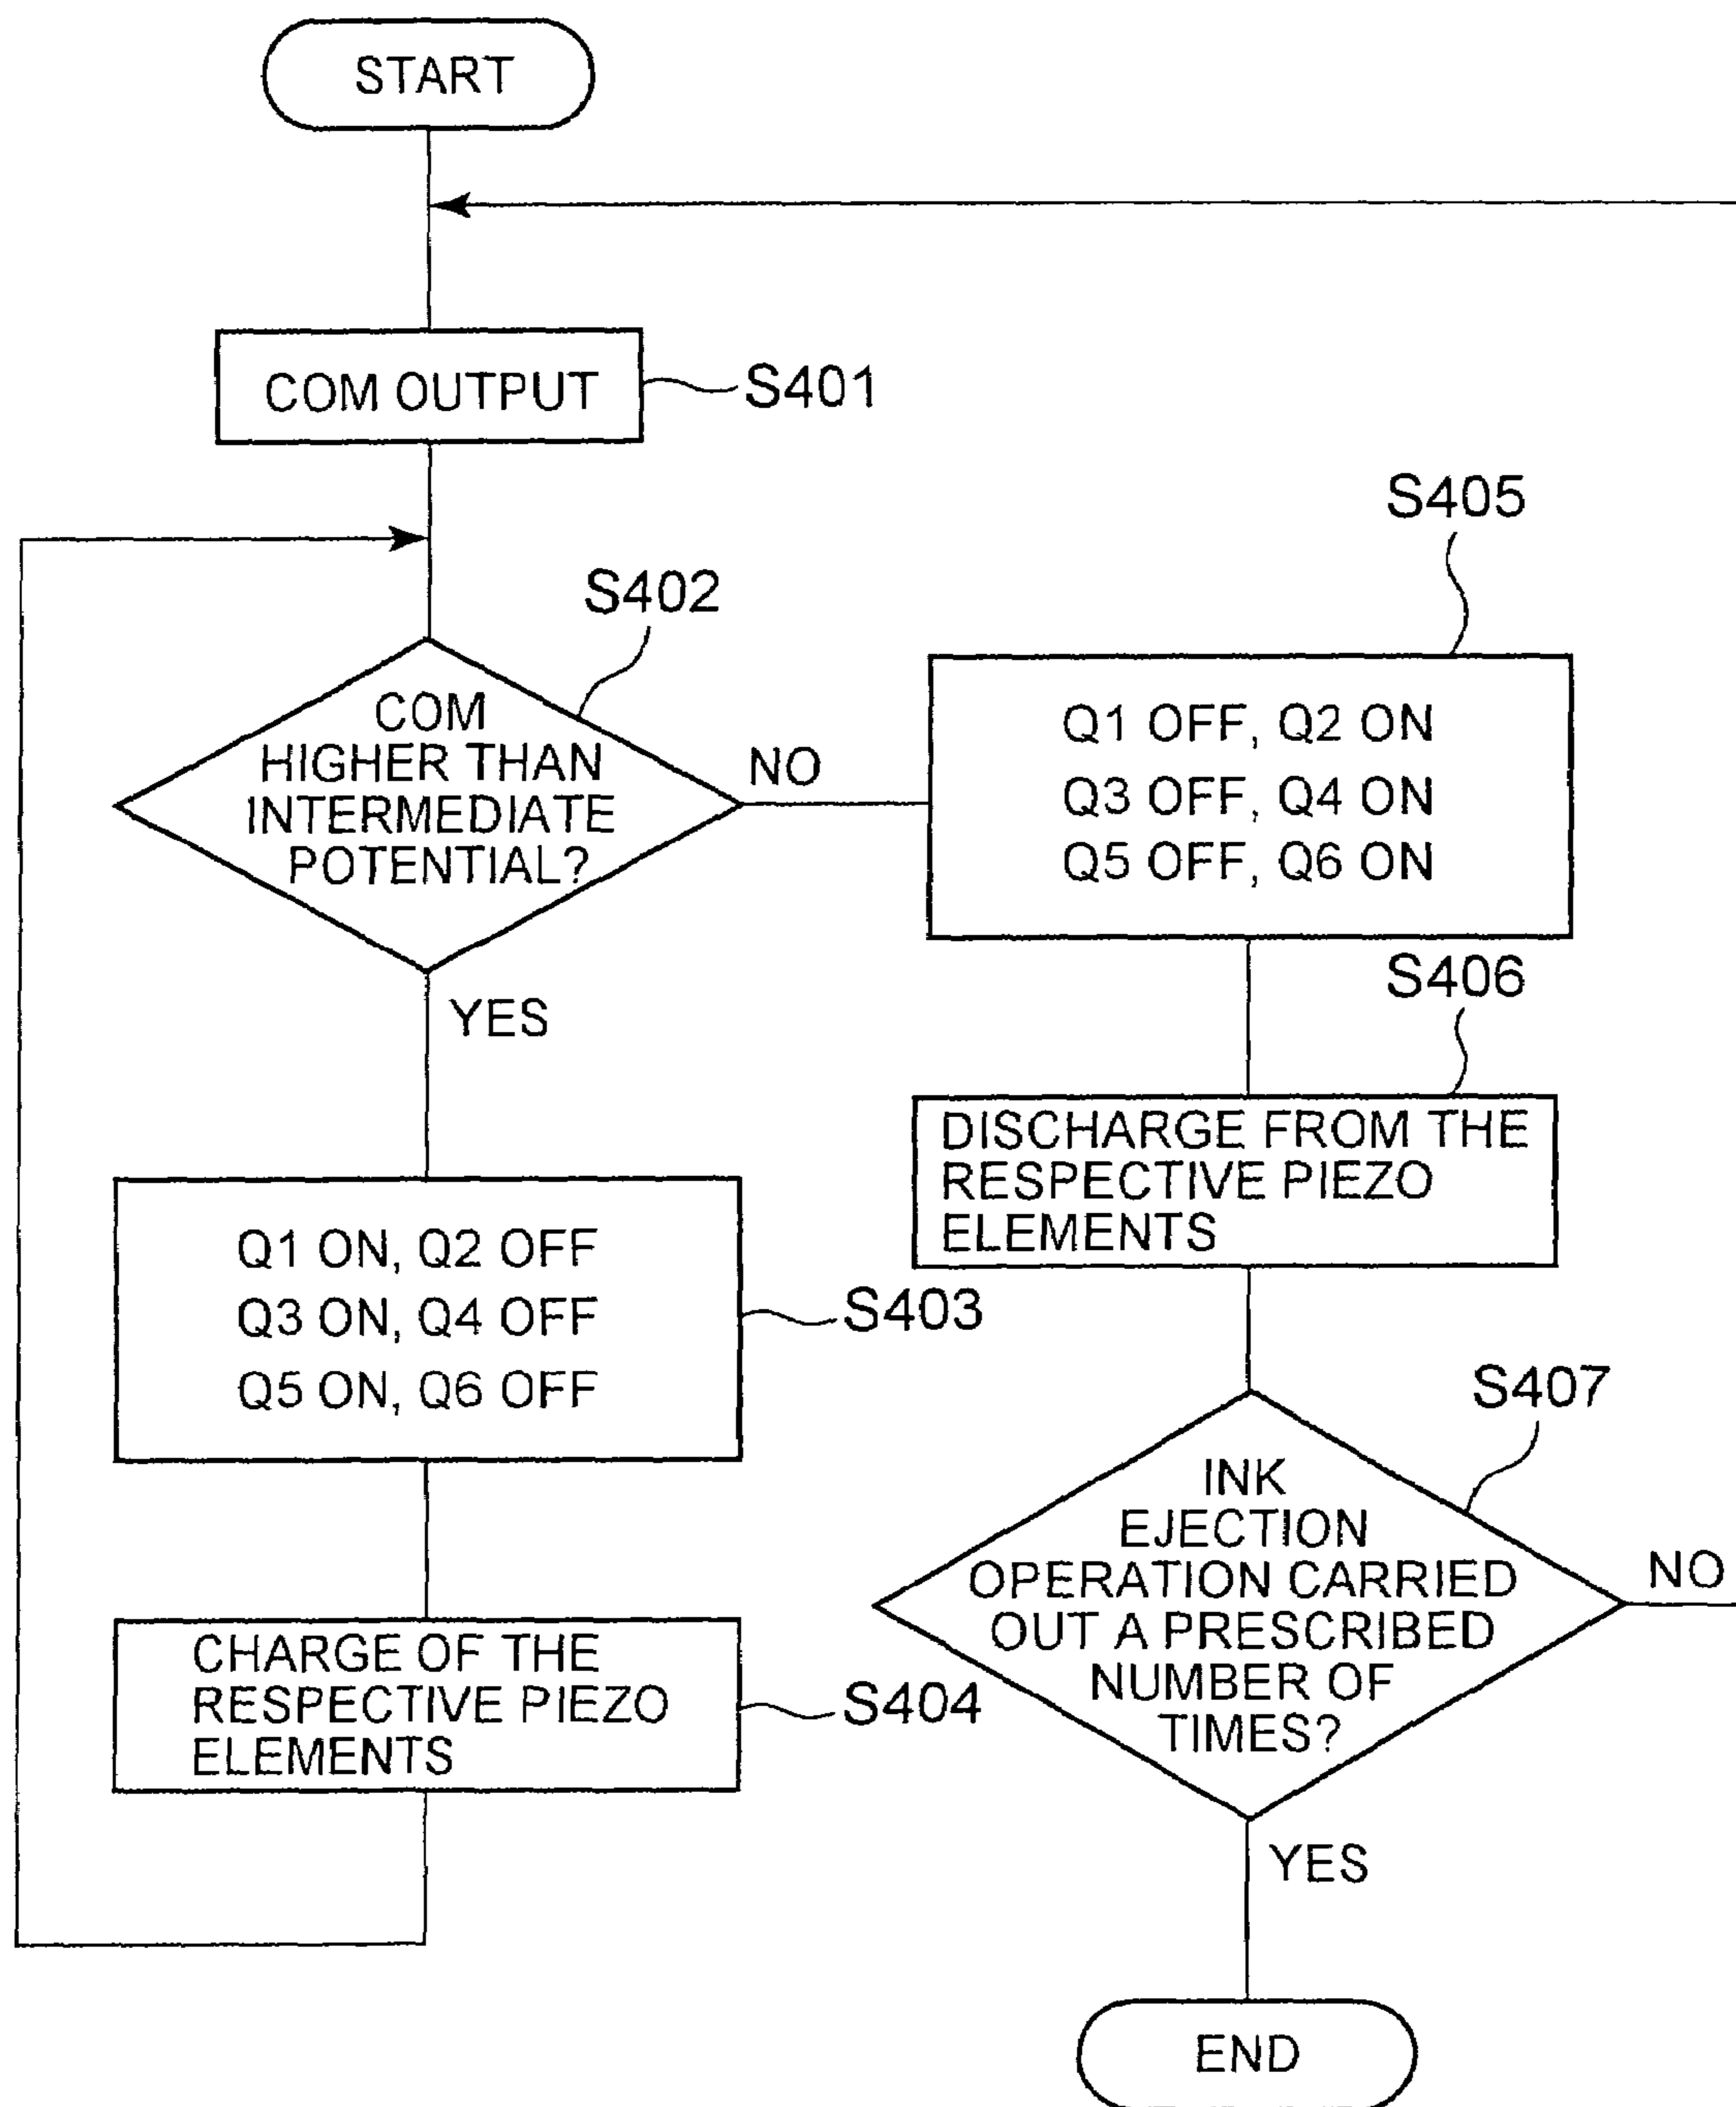 START
COM OUTPUT
S401
S402
COM
HIGHER THAN
INTERMEDIATE
POTENTIAL?
NO
YES
Q1 ON, Q2 OFF
Q3 ON, Q4 OFF
Q5 ON, Q6 OFF
S403
CHARGE OF THE
RESPECTIVE PIEZO
ELEMENTS
S404
S405
Q1 OFF, Q2 ON
Q3 OFF, Q4 ON
Q5 OFF, Q6 ON
S406
DISCHARGE FROM THE
RESPECTIVE PIEZO
ELEMENTS
S407
INK
EJECTION
OPERATION CARRIED
OUT A PRESCRIBED
NUMBER OF
TIMES?
NO
YES
END